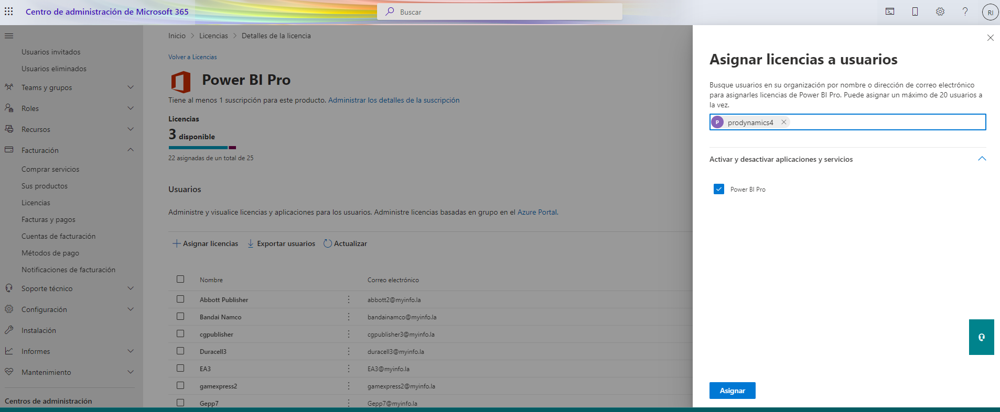 Centro de administración de Microsoft 365
Buscar
RI
Usuarios invitados
Usuarios eliminados
Teams y grupos
Roles
Recursos
Facturación
Comprar servicios
Sus productos
Licencias
Facturas y pagos
Cuentas de facturación
Métodos de pago
Notificaciones de facturación
Soporte técnico
Configuración
Instalación
Informes
Mantenimiento
Centros de administración
Inicio > Licencias > Detalles de la licencia
Volver a Licencias
Power BI Pro
Tiene al menos 1 suscripción para este producto. Administrar los detalles de la suscripción
Licencias
3 disponible
22 asignadas de un total de 25
Usuarios
Administre y visualice licencias y aplicaciones para los usuarios. Administre licencias basadas en grupo en el Azure Portal.
Asignar licencias Exportar usuarios Actualizar
Nombre Correo electrónico
Abbott Publisher abbott2@myinfo.la
Bandai Namco bandainamco@myinfo.la
cgpublisher cgpublisher3@myinfo.la
Duracell3 duracell3@myinfo.la
EA3 EA3@myinfo.la
gamexpress2 gamexpress2@myinfo.la
Gepp7 Gepp7@myinfo.la
Asignar licencias a usuarios
Busque usuarios en su organización por nombre o dirección de correo electrónico
para asignarles licencias de Power BI Pro. Puede asignar un máximo de 20 usuarios a
la vez.
P prodynamics4
Activar y desactivar aplicaciones y servicios
Power BI Pro
Asignar